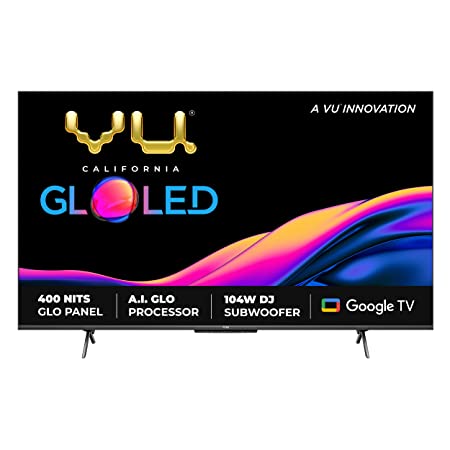 A VU INNOVATION
VU®
CALIFORNIA
GLOLED
400 NITS
GLO PANEL
A.I. GLO
PROCESSOR
104W DJ
SUBWOOFER
Google TV